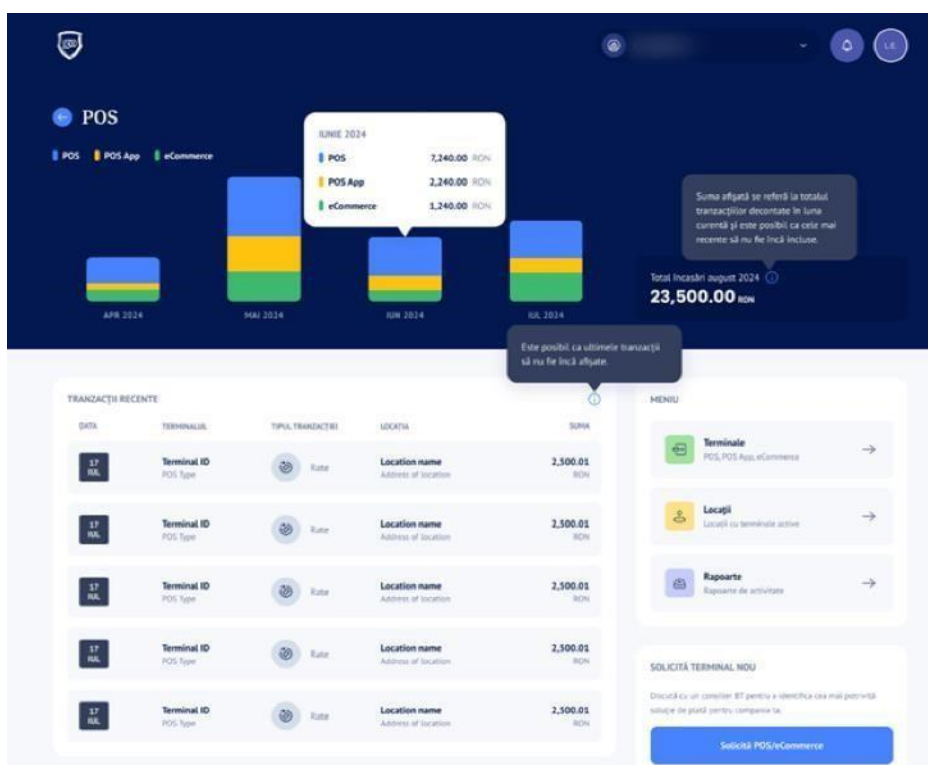 LE
POS
POS POS App eCommerce
IUNIE 2024
POS 7,240.00 RON
POS App 2,240.00 RON
eCommerce 1,240.00 RON
Suma afișată se referă la totalul
tranzacțiilor decontate în luna
curentă și este posibil ca cele mai
recente să nu fie încă incluse.
Total încasări august 2024
23,500.00 RON
APR 2024 MAI 2024 IUN 2024 IUL 2024
Este posibil ca ultimele tranzacții
să nu fie încă afișate.
TRANZACȚII RECENTE
DATA TERMINALUL TIPUL TRANZACȚIEI LOCAȚIA SUMA
17 Terminal ID Rate Location name 2,500.01
IUL POS Type Address of location RON
17 Terminal ID Rate Location name 2,500.01
IUL POS Type Address of location RON
17 Terminal ID Rate Location name 2,500.01
IUL POS Type Address of location RON
17 Terminal ID Rate Location name 2,500.01
IUL POS Type Address of location RON
17 Terminal ID Rate Location name 2,500.01
IUL POS Type Address of location RON
MENIU
Terminale
POS, POS App, eCommerce
Locații
Locații cu terminale active
Rapoarte
Rapoarte de activitate
SOLICITĂ TERMINAL NOU
Discută cu un consilier BT pentru a identifica cea mai potrivită
soluție de plată pentru compania ta.
Solicită POS/eCommerce